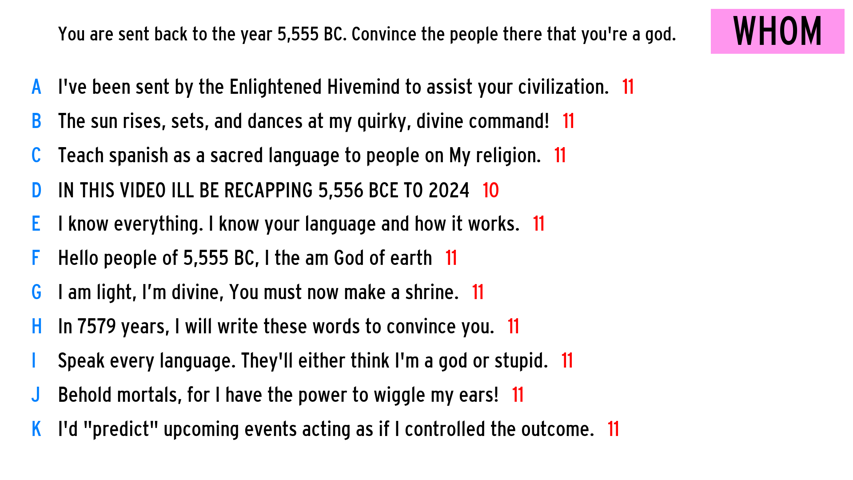 You are sent back to the year 5,555 BC. Convince the people there that you're a god.
WHOM
A I've been sent by the Enlightened Hivemind to assist your civilization. 11
B The sun rises, sets, and dances at my quirky, divine command! 11
C Teach spanish as a sacred language to people on My religion. 11
D IN THIS VIDEO ILL BE RECAPPING 5,556 BCE TO 2024 10
E I know everything. I know your language and how it works. 11
F Hello people of 5,555 BC, I the am God of earth 11
G I am light, I’m divine, You must now make a shrine. 11
H In 7579 years, I will write these words to convince you. 11
I Speak every language. They'll either think I'm a god or stupid. 11
J Behold mortals, for I have the power to wiggle my ears! 11
K I'd "predict" upcoming events acting as if I controlled the outcome. 11